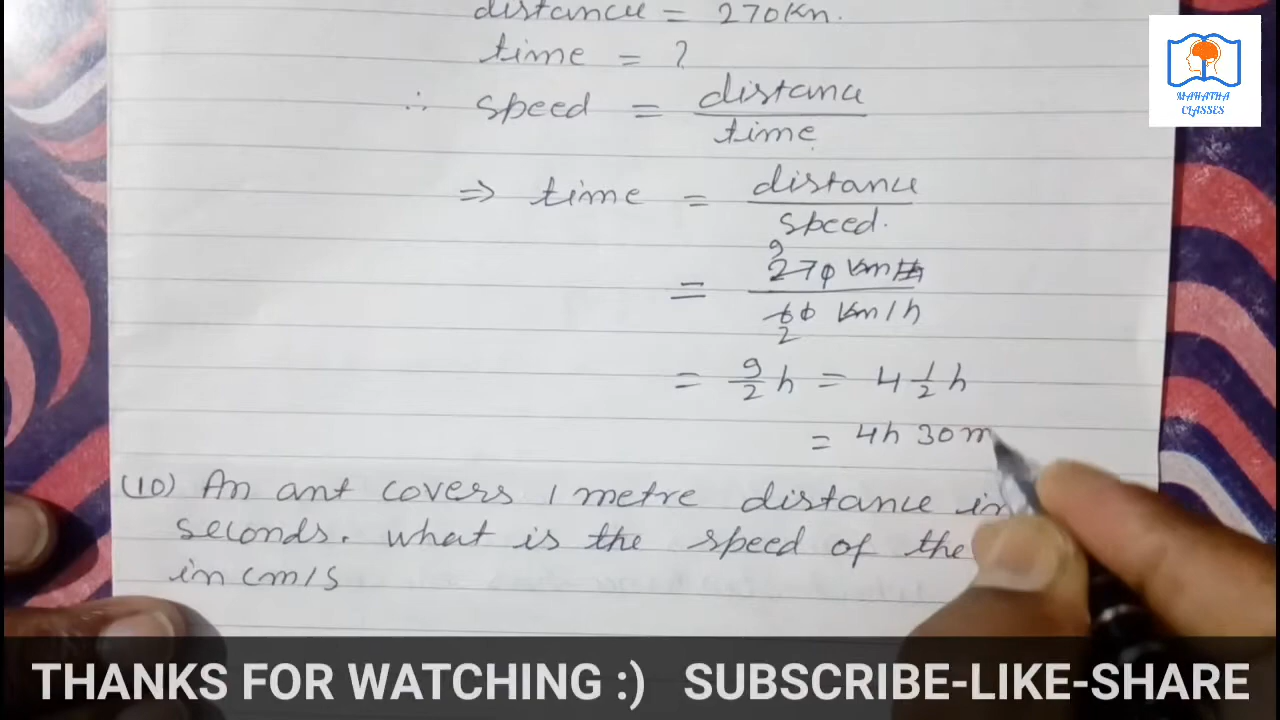 distance = 270Km.
time = ?
∴ speed = distance / time
⇒ time = distance / speed.
= 270 Km / 60 Km/h
9
2
= 9/2 h = 4 1/2 h
= 4h 30m
(10) An ant covers 1 metre distance in
seconds. what is the speed of the
in cm/s
MAHATHA
CLASSES
THANKS FOR WATCHING :) SUBSCRIBE-LIKE-SHARE